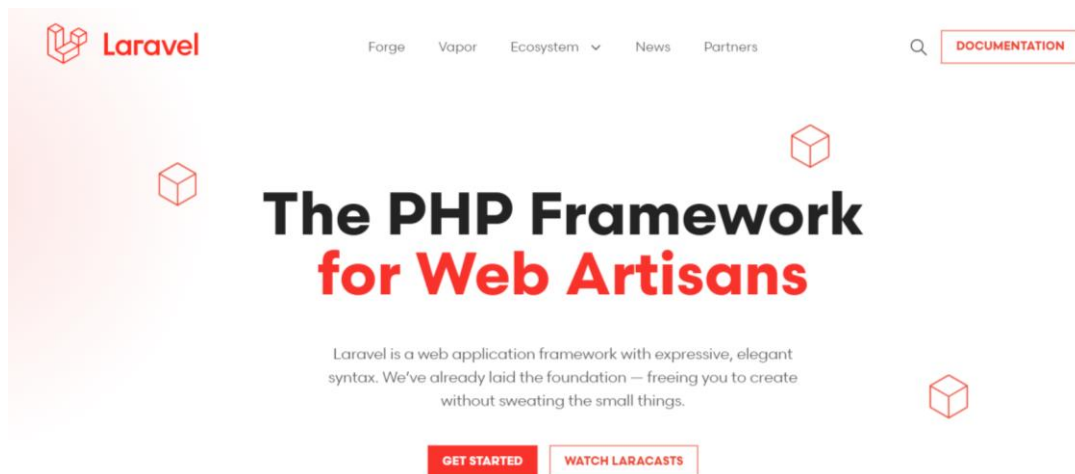 Laravel
Forge
Vapor
Ecosystem
News
Partners
DOCUMENTATION
The PHP Framework
for Web Artisans
Laravel is a web application framework with expressive, elegant
syntax. We’ve already laid the foundation — freeing you to create
without sweating the small things.
GET STARTED
WATCH LARACASTS